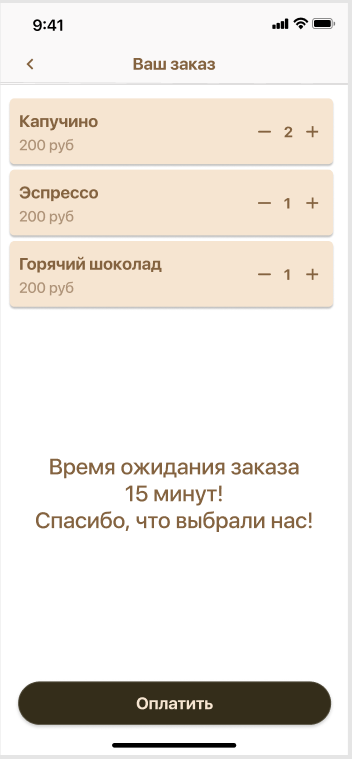 9:41
Ваш заказ
Капучино
200 руб
2
Эспрессо
200 руб
1
Горячий шоколад
200 руб
1
Время ожидания заказа
15 минут!
Спасибо, что выбрали нас!
Оплатить